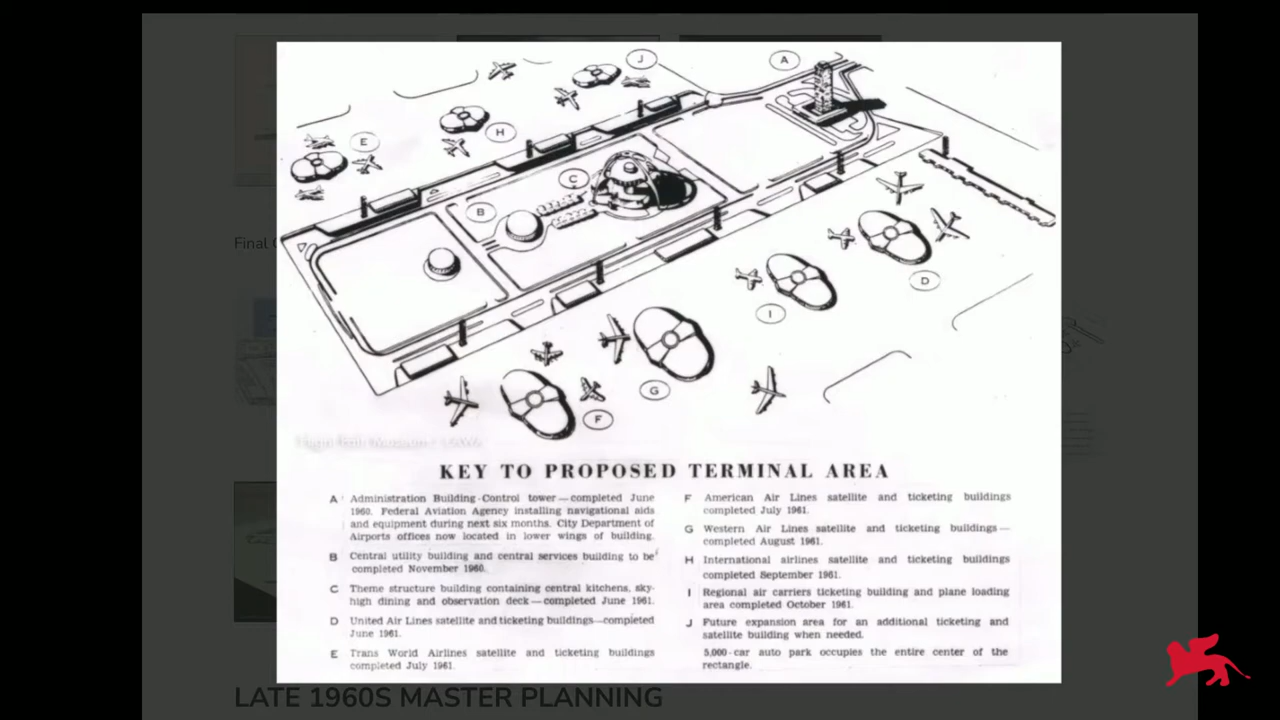 J
A
E
H
C
B
D
I
G
F
Final
KEY TO PROPOSED TERMINAL AREA
A Administration Building-Control tower—completed June
1960. Federal Aviation Agency installing navigational aids
and equipment during next six months. City Department of
Airports offices now located in lower wings of building.
B Central utility building and central services building to be
completed November 1960.
C Theme structure building containing central kitchens, sky-
high dining and observation deck—completed June 1961.
D United Air Lines satellite and ticketing buildings—completed
June 1961.
E Trans World Airlines satellite and ticketing buildings
completed July 1961.
F American Air Lines satellite and ticketing buildings
completed July 1961.
G Western Air Lines satellite and ticketing buildings—
completed August 1961.
H International airlines satellite and ticketing buildings
completed September 1961.
I Regional air carriers ticketing building and plane loading
area completed October 1961.
J Future expansion area for an additional ticketing and
satellite building when needed.
5,000-car auto park occupies the entire center of the
rectangle.
LATE 1960S MASTER PLANNING